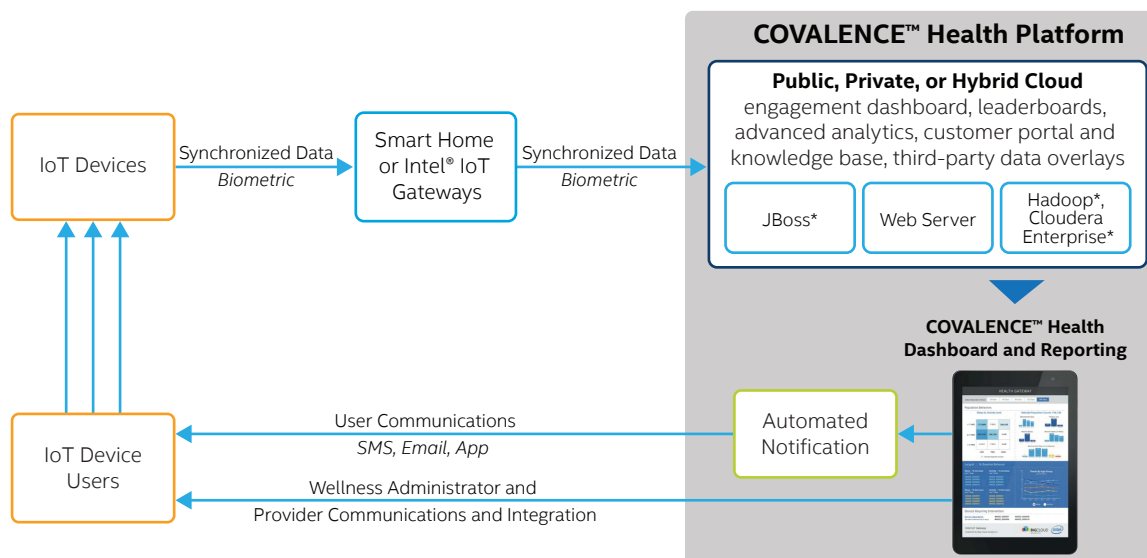 COVALENCE™ Health Platform
Public, Private, or Hybrid Cloud
engagement dashboard, leaderboards,
advanced analytics, customer portal and
knowledge base, third-party data overlays
JBoss*
Web Server
Hadoop*,
Cloudera
Enterprise*
IoT Devices
Synchronized Data
Biometric
Smart Home
or Intel® IoT
Gateways
Synchronized Data
Biometric
COVALENCE™ Health
Dashboard and Reporting
HEALTH GATEWAY
Automated
Notification
User Communications
SMS, Email, App
IoT Device
Users
Wellness Administrator and
Provider Communications and Integration